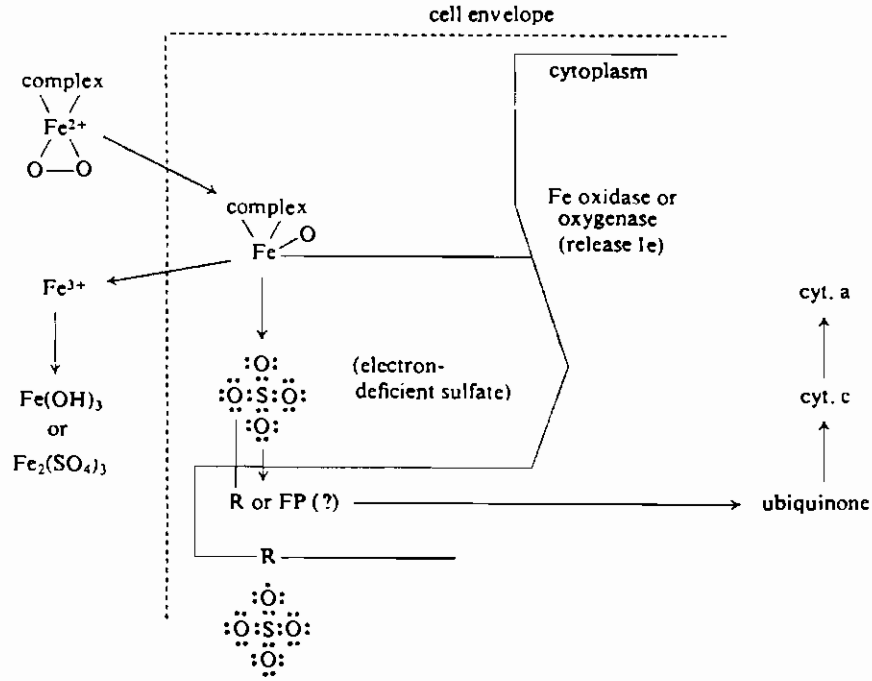 cell envelope
cytoplasm
complex
Fe²⁺
O—O
complex
O
Fe
Fe oxidase or
oxygenase
(release 1e)
Fe³⁺
cyt. a
:O:
:O:S:O:
:O:
(electron-
deficient sulfate)
Fe(OH)₃
or
Fe₂(SO₄)₃
cyt. c
R or FP (?)
ubiquinone
R
:O:
:O:S:O:
:O: